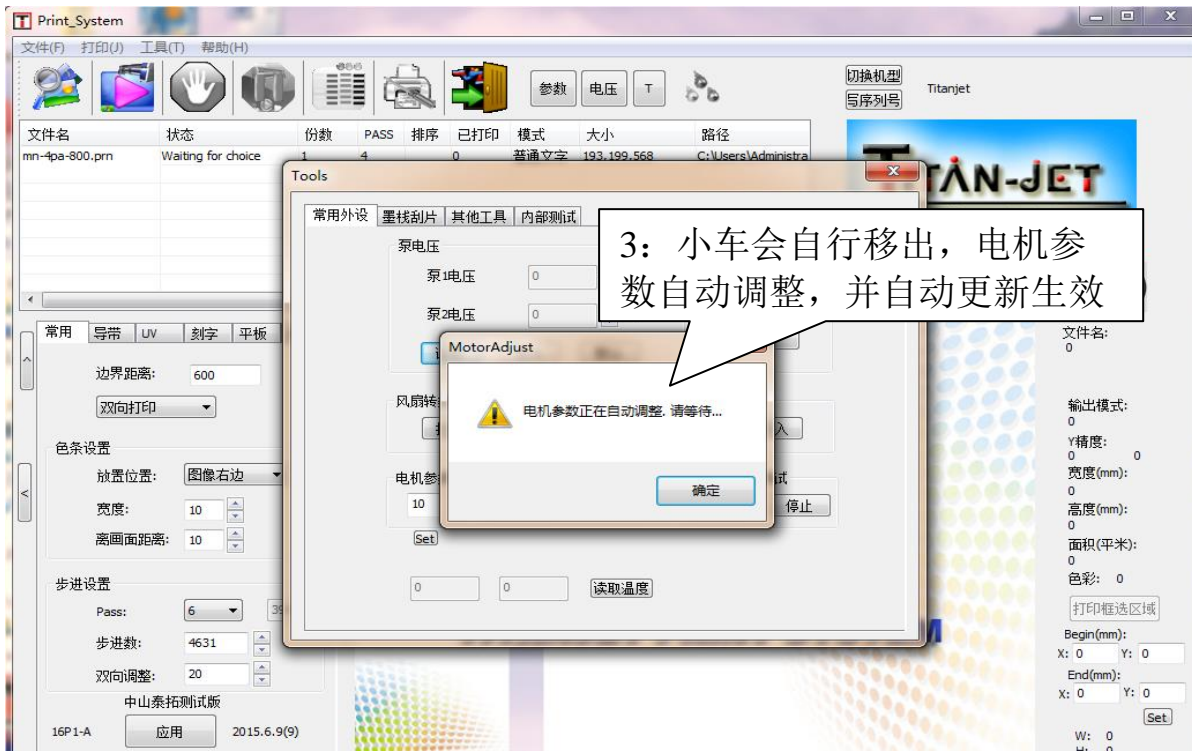 Print_System
文件(F) 打印(J) 工具(T) 帮助(H)
参数 电压 T
切换机型
写序列号
Titanjet
文件名 状态 份数 PASS 排序 已打印 模式 大小 路径
mn-4pa-800.prn Waiting for choice 1 4 0 普通文字 193,199,568 C:\Users\Administra
TITAN-JET
Tools
常用外设 墨栈刮片 其他工具 内部测试
泵电压
泵1电压 0
泵2电压 0
3：小车会自行移出，电机参
数自动调整，并自动更新生效
MotorAdjust
电机参数正在自动调整. 请等待...
确定
风扇转
入
电机参
10
停止
Set
0 0 读取温度
常用 导带 UV 刻字 平板
边界距离: 600
双向打印
色条设置
放置位置: 图像右边
宽度: 10
离画面距离: 10
步进设置
Pass: 6
步进数: 4631
双向调整: 20
中山泰拓测试版
16P1-A 应用 2015.6.9(9)
文件名:
0
输出模式:
0
Y精度:
0 0
宽度(mm):
0
高度(mm):
0
面积(平米):
0
色彩: 0
打印框选区域
Begin(mm):
X: 0 Y: 0
End(mm):
X: 0 Y: 0
Set
W: 0
H: 0